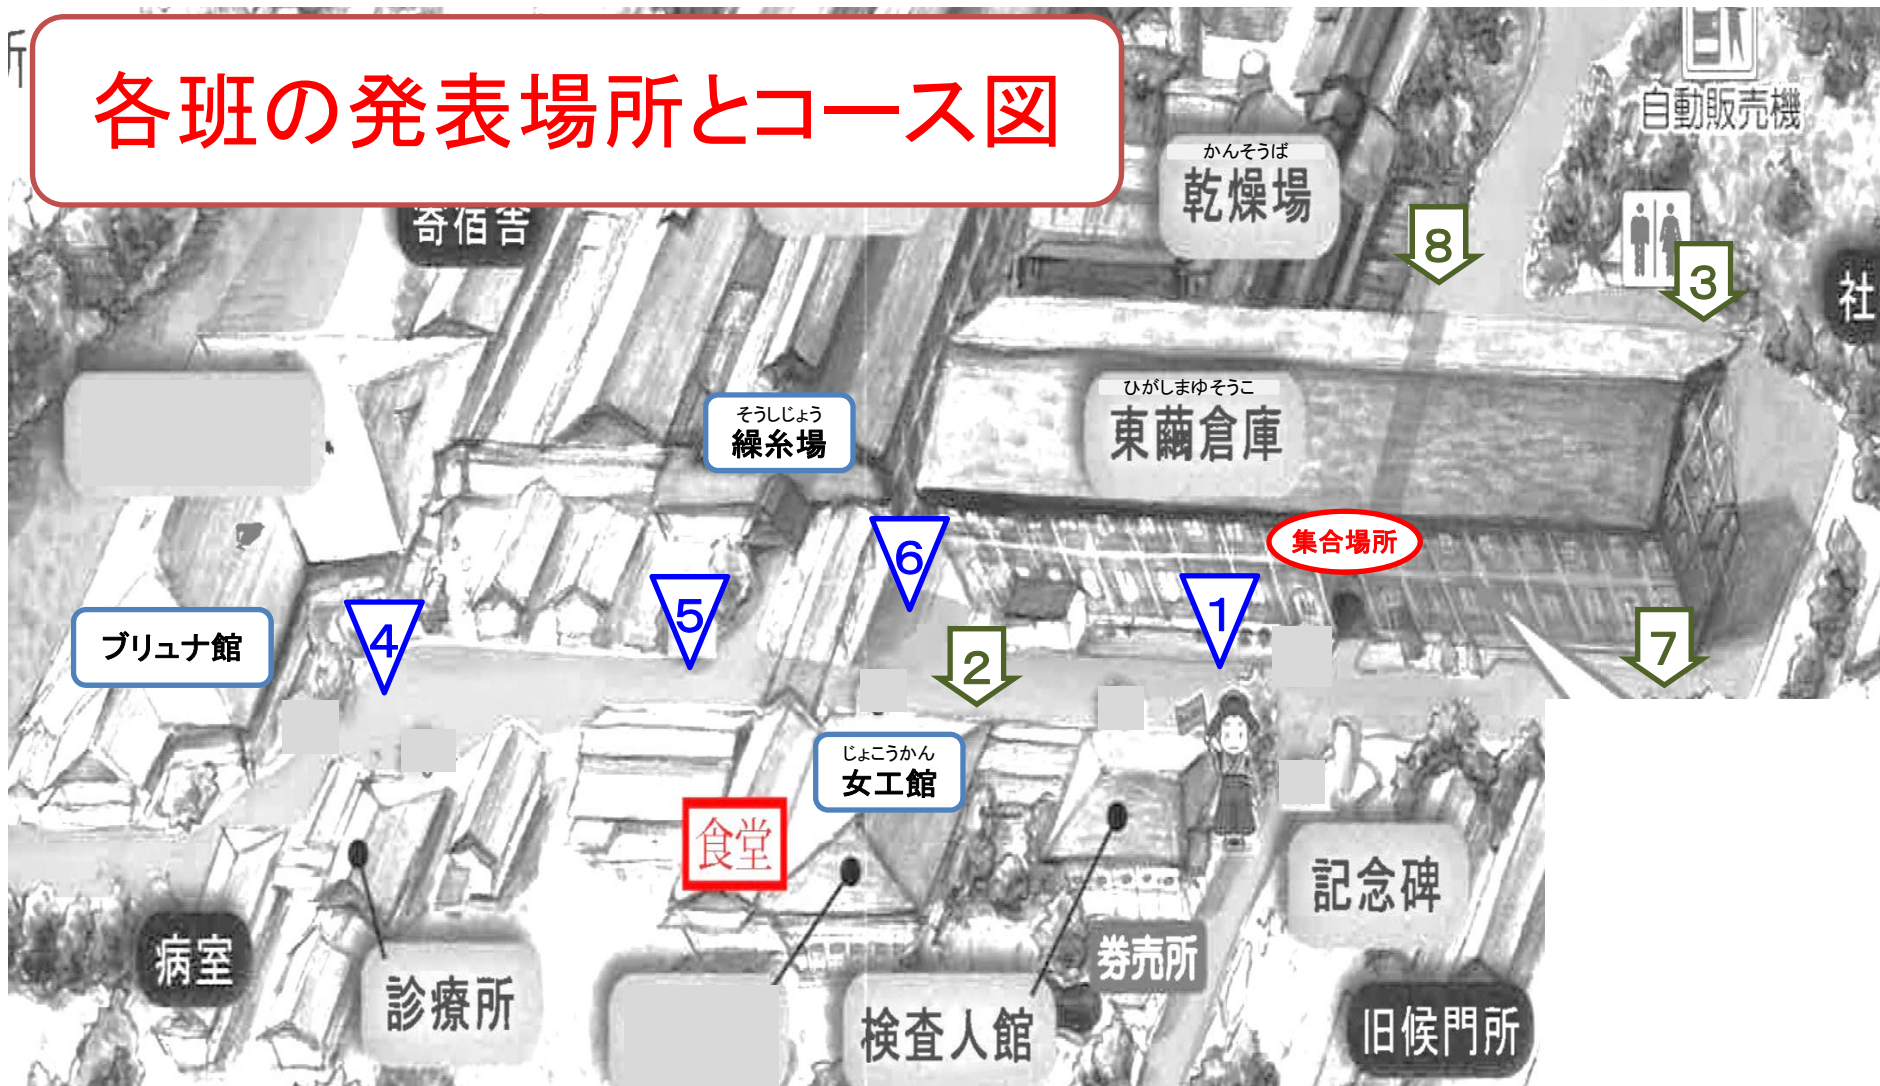 所
各班の発表場所とコース図
自動販売機
かんそうば
乾燥場
寄宿舎
8
3
社
ひがしまゆそうこ
東繭倉庫
そうしじょう
繰糸場
集合場所
6
5
1
4
ブリュナ館
2
7
じょこうかん
女工館
食堂
記念碑
病室
券売所
診療所
検査人館
旧候門所